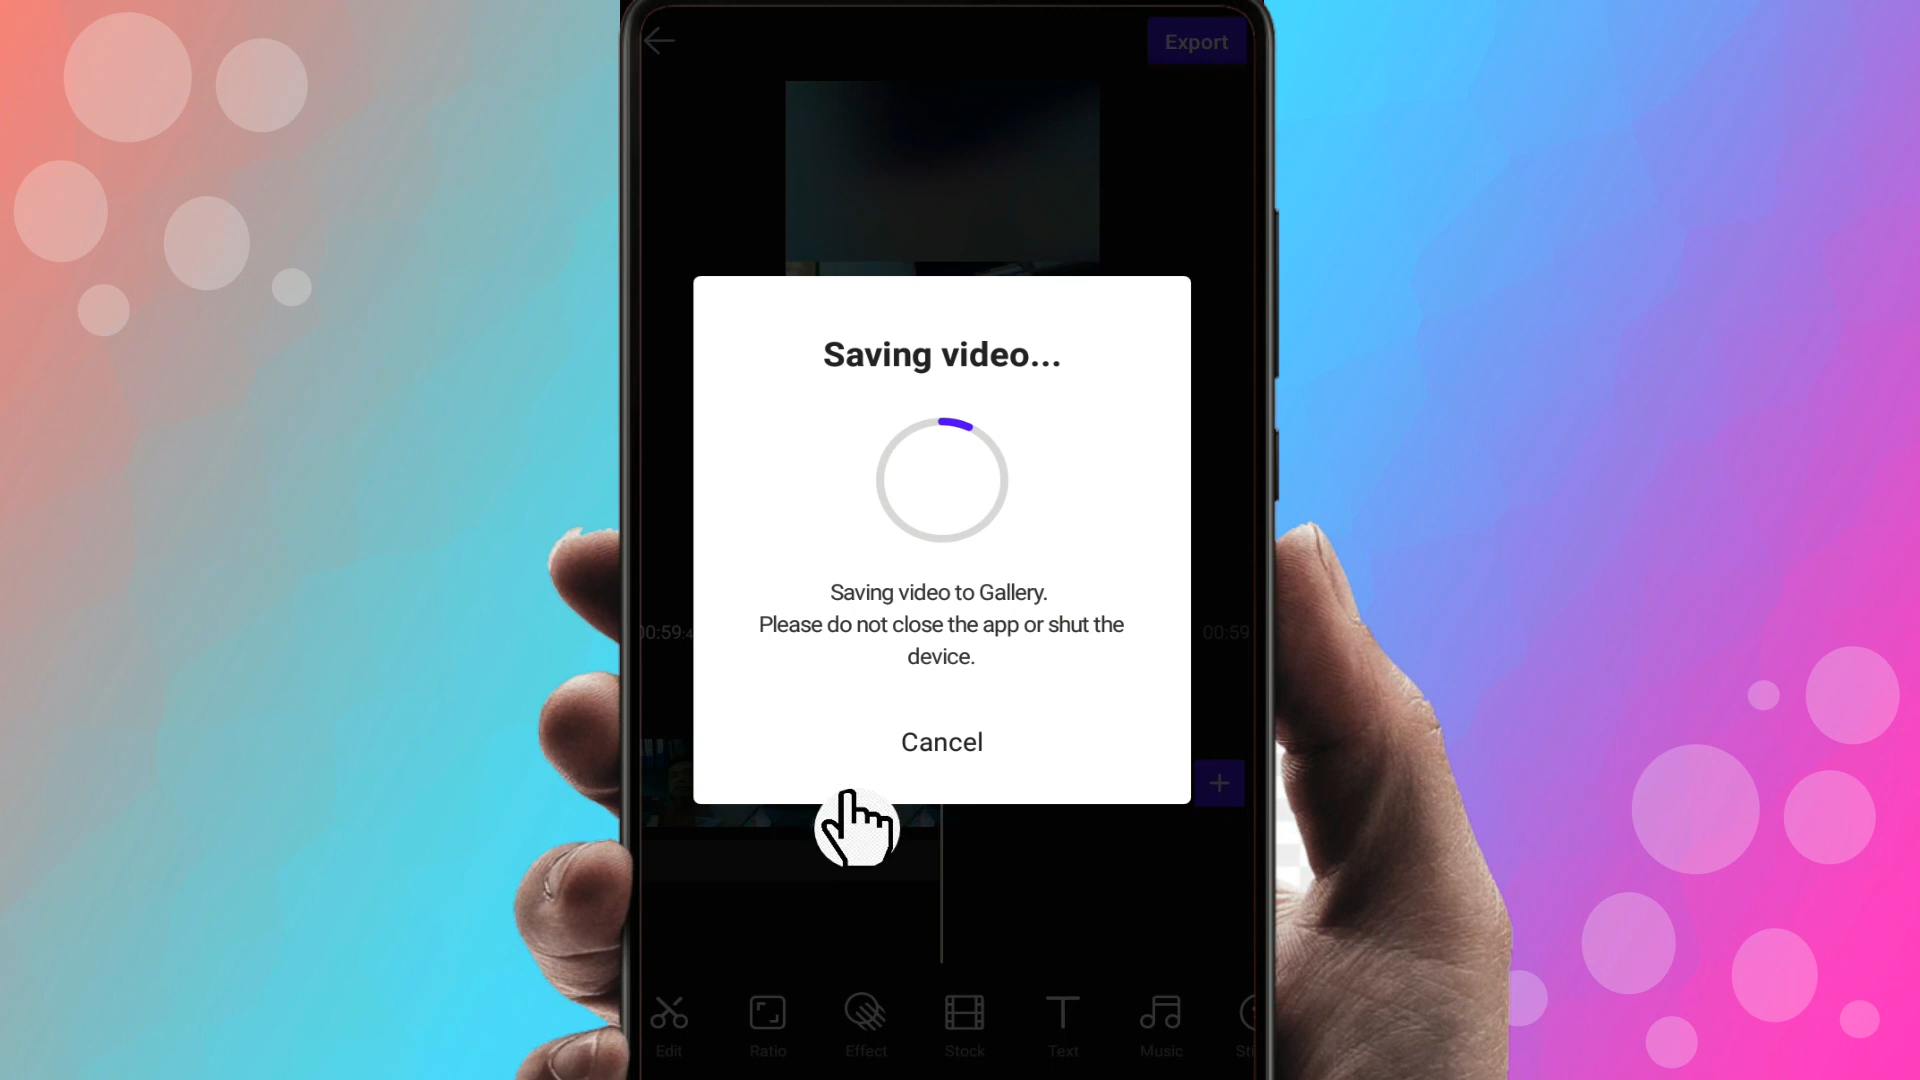 Export
Saving video...
Saving video to Gallery.
Please do not close the app or shut the
device.
00:59
Cancel
Edit
Ratio
Effect
Stock
Text
Music